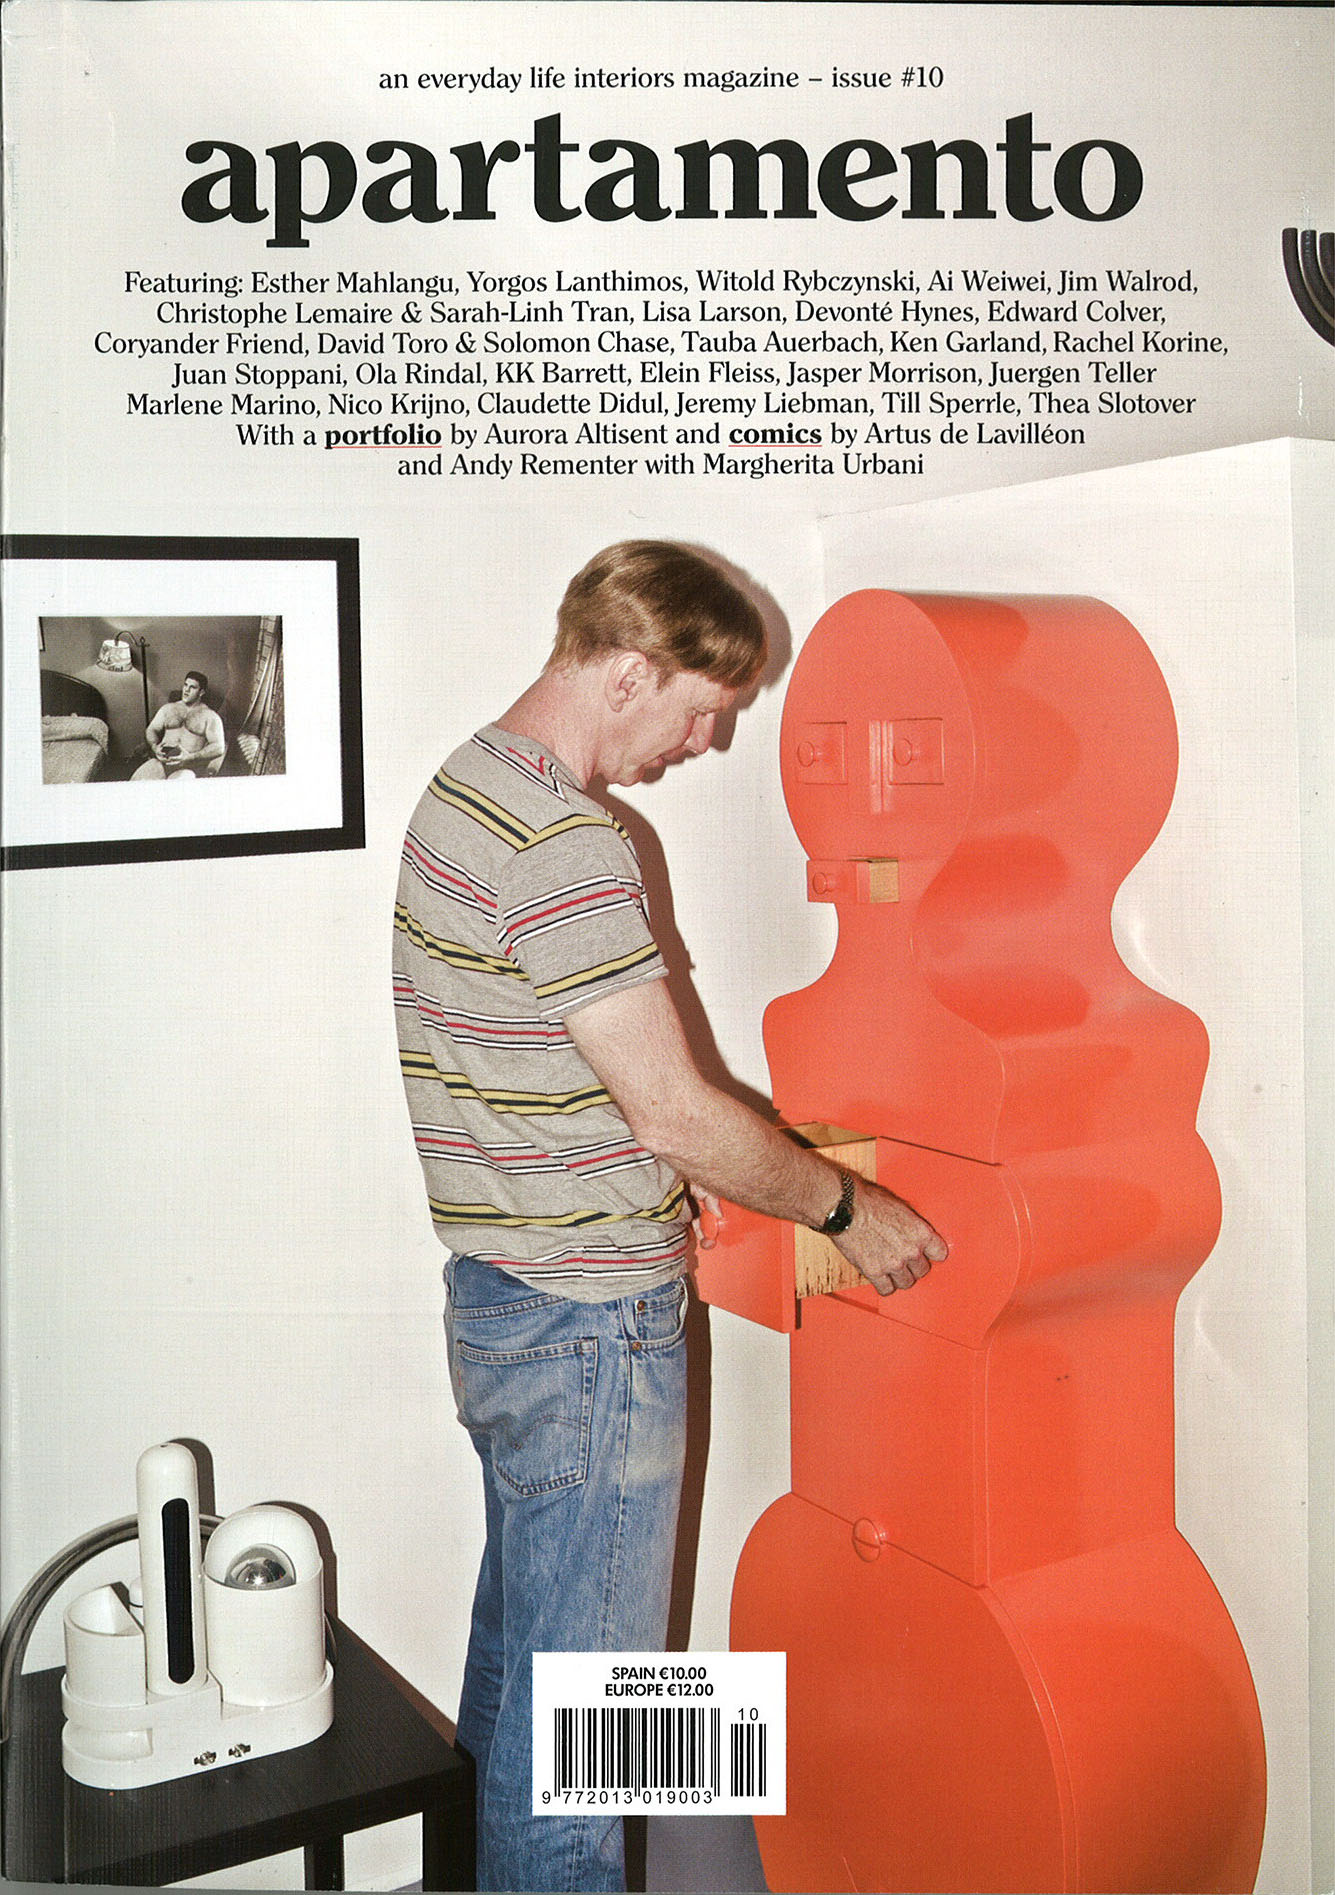 an everyday life interiors magazine – issue #10
apartamento
Featuring: Esther Mahlangu, Yorgos Lanthimos, Witold Rybczynski, Ai Weiwei, Jim Walrod,
Christophe Lemaire & Sarah-Linh Tran, Lisa Larson, Devonté Hynes, Edward Colver,
Coryander Friend, David Toro & Solomon Chase, Tauba Auerbach, Ken Garland, Rachel Korine,
Juan Stoppani, Ola Rindal, KK Barrett, Elein Fleiss, Jasper Morrison, Juergen Teller
Marlene Marino, Nico Krijno, Claudette Didul, Jeremy Liebman, Till Sperrle, Thea Slotover
With a portfolio by Aurora Altisent and comics by Artus de Lavilléon
and Andy Rementer with Margherita Urbani
SPAIN €10.00
EUROPE €12.00
10
9 772013 019003